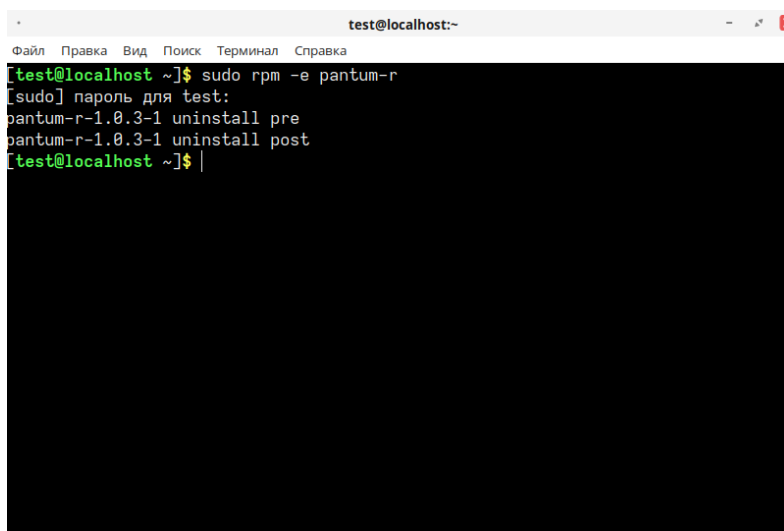 test@localhost:~
Файл Правка Вид Поиск Терминал Справка
[test@localhost ~]$ sudo rpm -e pantum-r
[sudo] пароль для test:
pantum-r-1.0.3-1 uninstall pre
pantum-r-1.0.3-1 uninstall post
[test@localhost ~]$